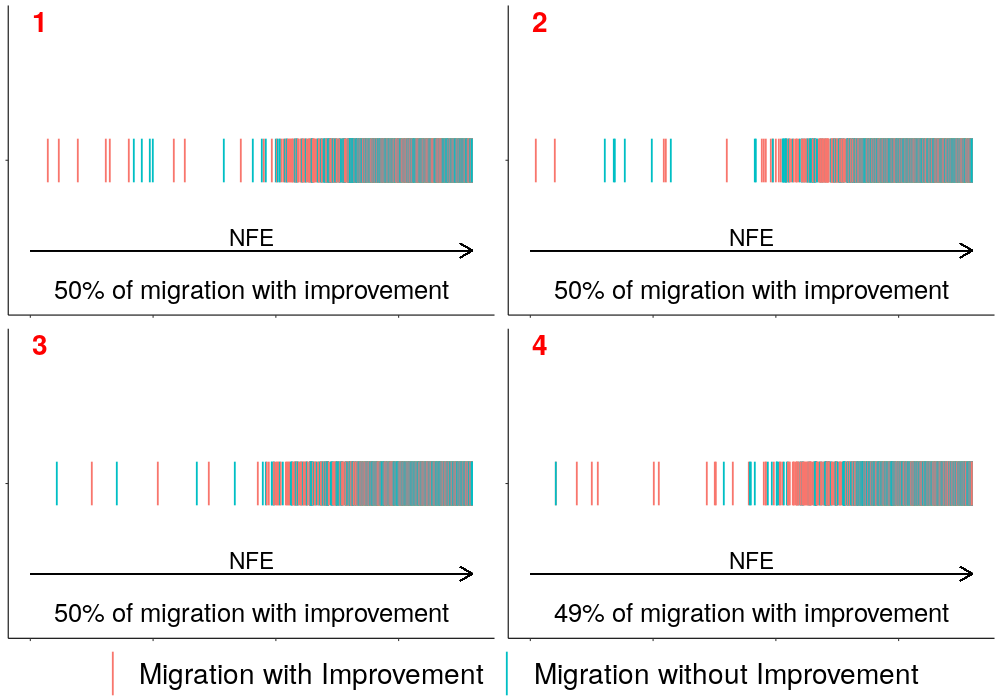 1
NFE
50% of migration with improvement
2
NFE
50% of migration with improvement
3
NFE
50% of migration with improvement
4
NFE
49% of migration with improvement
Migration with Improvement
Migration without Improvement